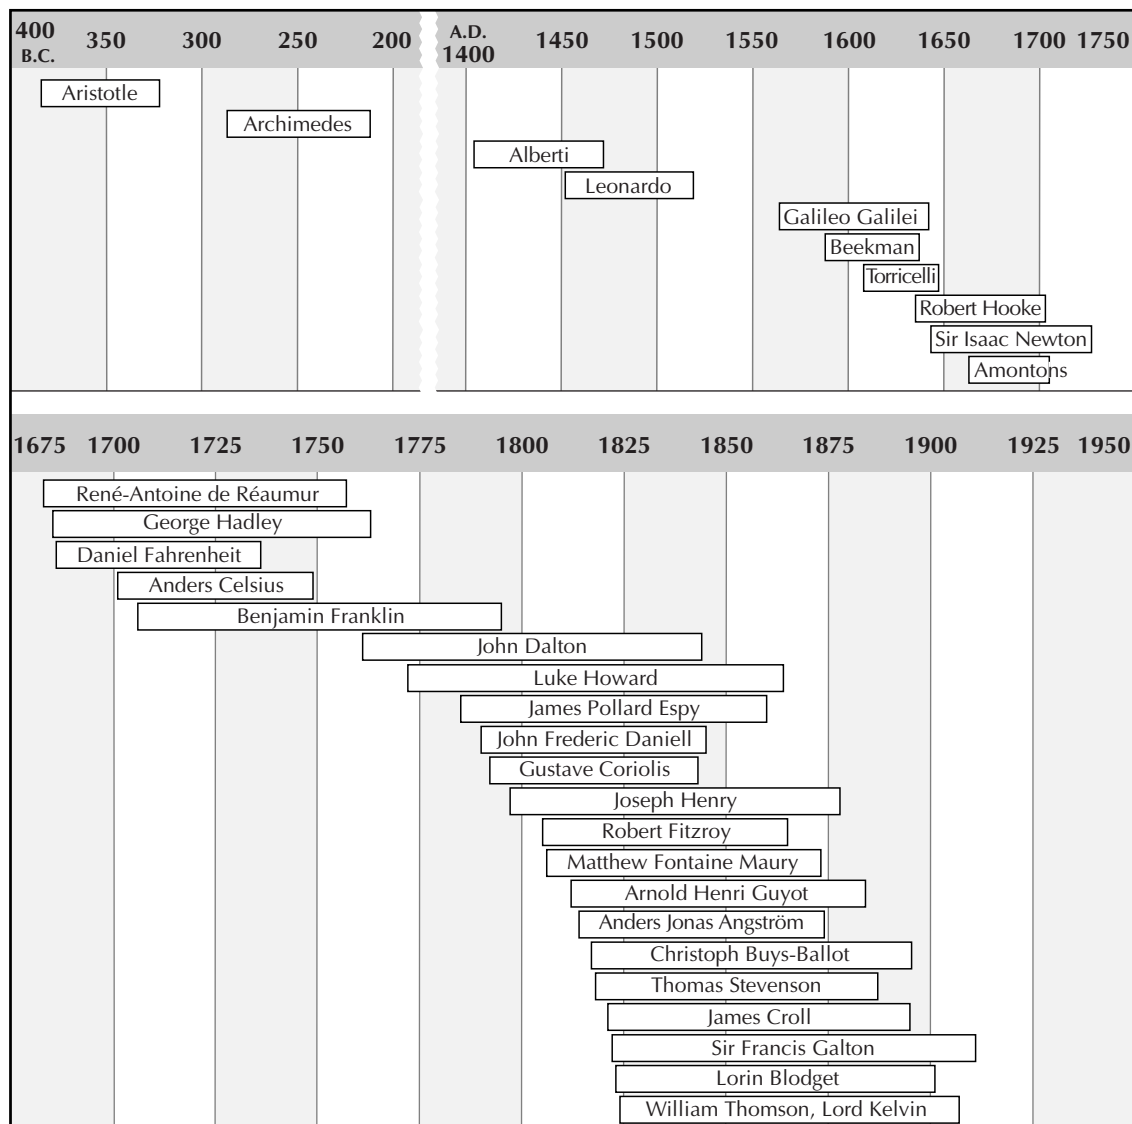 400 B.C. 350 300 250 200 A.D. 1400 1450 1500 1550 1600 1650 1700 1750
Aristotle
Archimedes
Alberti
Leonardo
Galileo Galilei
Beekman
Torricelli
Robert Hooke
Sir Isaac Newton
Amontons
1675 1700 1725 1750 1775 1800 1825 1850 1875 1900 1925 1950
René-Antoine de Réaumur
George Hadley
Daniel Fahrenheit
Anders Celsius
Benjamin Franklin
John Dalton
Luke Howard
James Pollard Espy
John Frederic Daniell
Gustave Coriolis
Joseph Henry
Robert Fitzroy
Matthew Fontaine Maury
Arnold Henri Guyot
Anders Jonas Angström
Christoph Buys-Ballot
Thomas Stevenson
James Croll
Sir Francis Galton
Lorin Blodget
William Thomson, Lord Kelvin